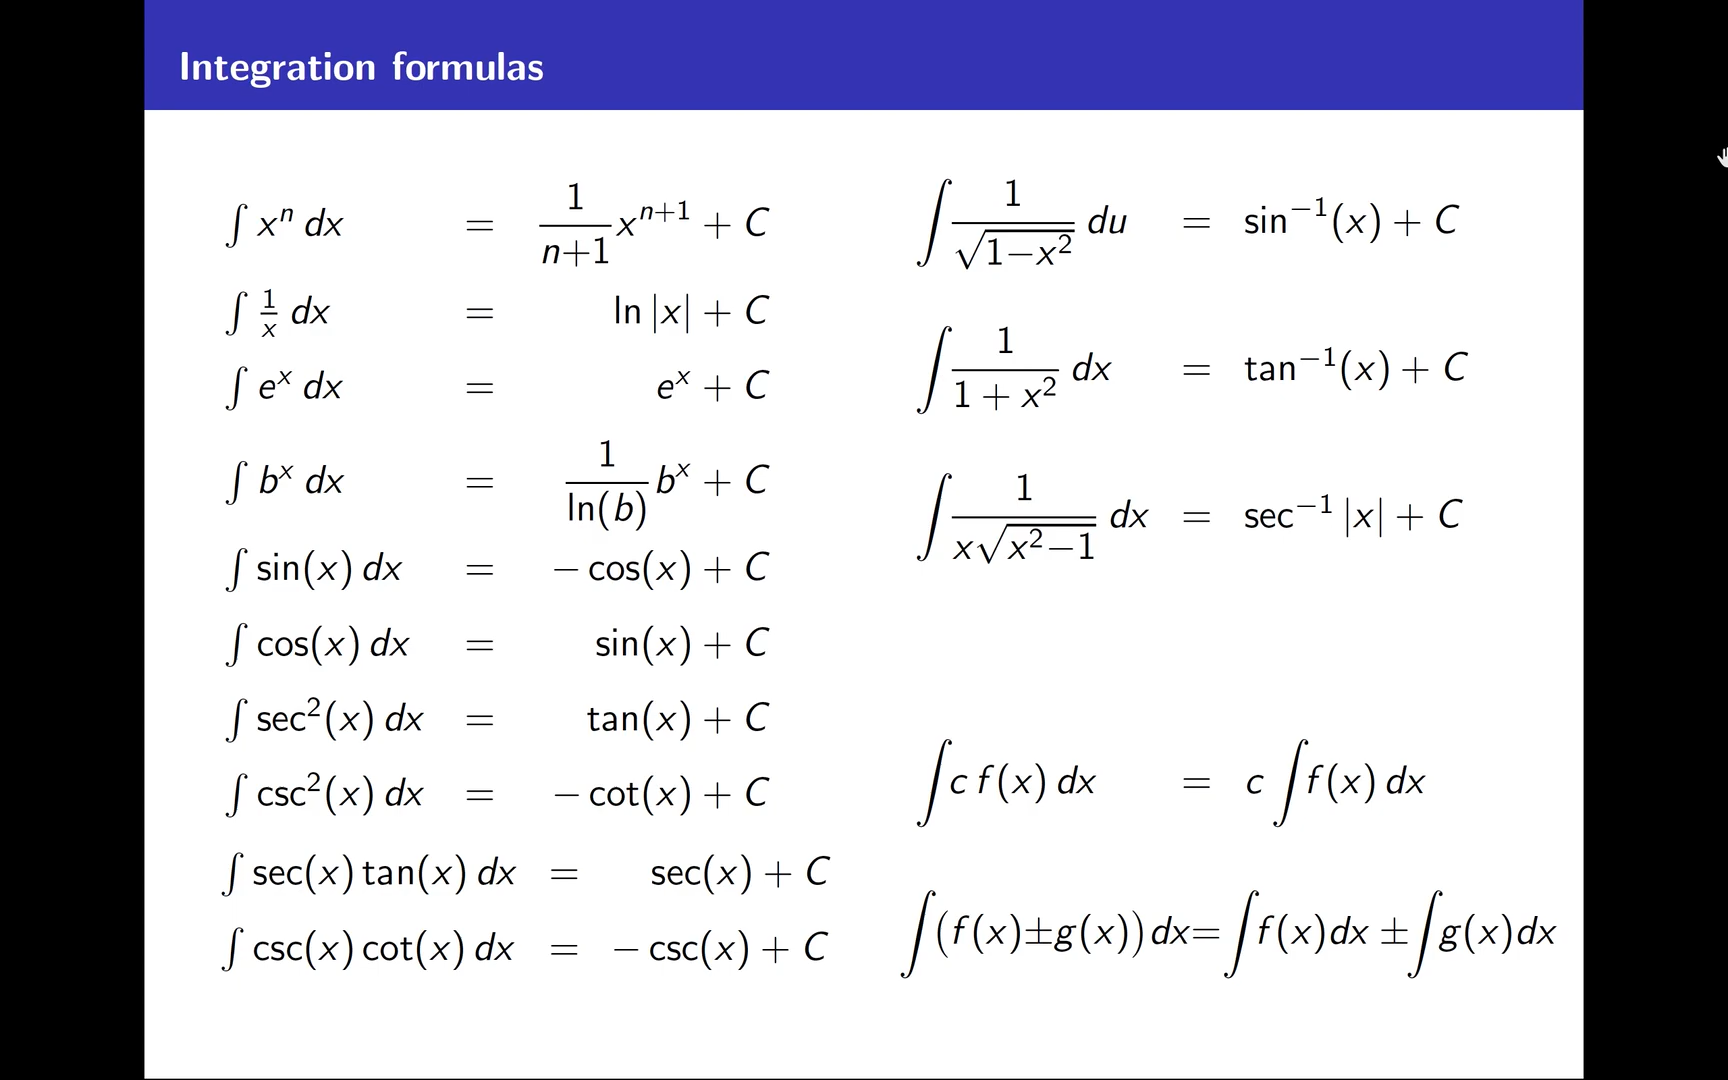 Integration formulas
∫ xⁿ dx = 1/(n+1) xⁿ⁺¹ + C
∫ 1/x dx = ln |x| + C
∫ eˣ dx = eˣ + C
∫ bˣ dx = 1/ln(b) bˣ + C
∫ sin(x) dx = − cos(x) + C
∫ cos(x) dx = sin(x) + C
∫ sec²(x) dx = tan(x) + C
∫ csc²(x) dx = − cot(x) + C
∫ sec(x) tan(x) dx = sec(x) + C
∫ csc(x) cot(x) dx = − csc(x) + C
∫ 1/√(1−x²) du = sin⁻¹(x) + C
∫ 1/(1 + x²) dx = tan⁻¹(x) + C
∫ 1/(x√(x²−1)) dx = sec⁻¹ |x| + C
∫ c f(x) dx = c ∫ f(x) dx
∫ (f(x)±g(x)) dx = ∫ f(x)dx ± ∫ g(x)dx